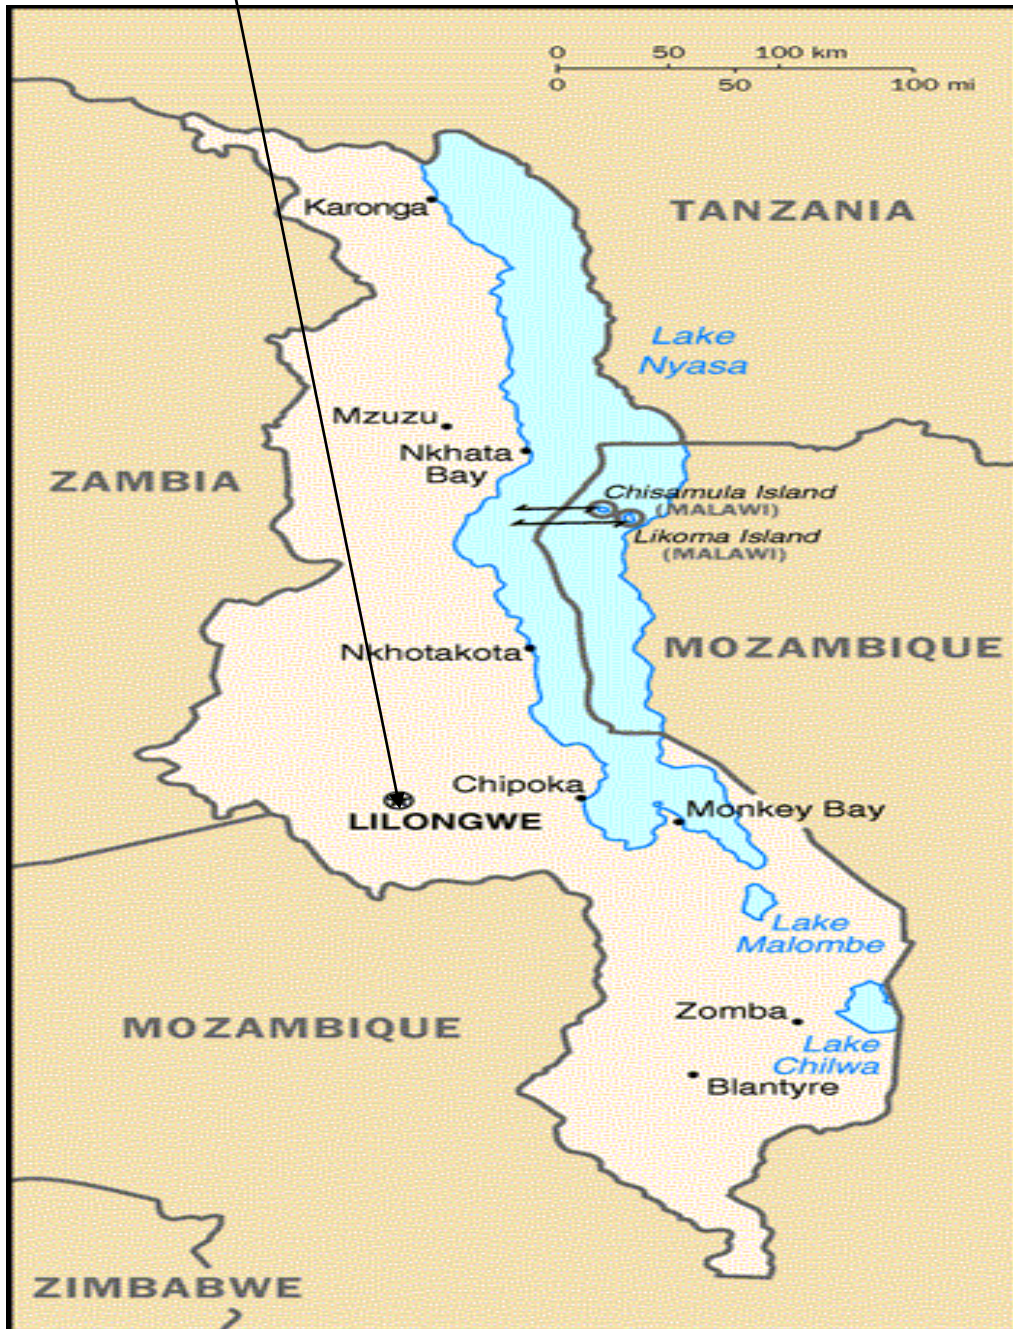 0 50 100 km
0 50 100 mi
Karonga
TANZANIA
Lake
Nyasa
Mzuzu
Nkhata
Bay
ZAMBIA
Chisamula Island
(MALAWI)
Likoma Island
(MALAWI)
Nkhotakota
MOZAMBIQUE
Chipoka
LILONGWE
Monkey Bay
Lake
Malombe
Zomba
MOZAMBIQUE
Lake
Chilwa
Blantyre
ZIMBABWE